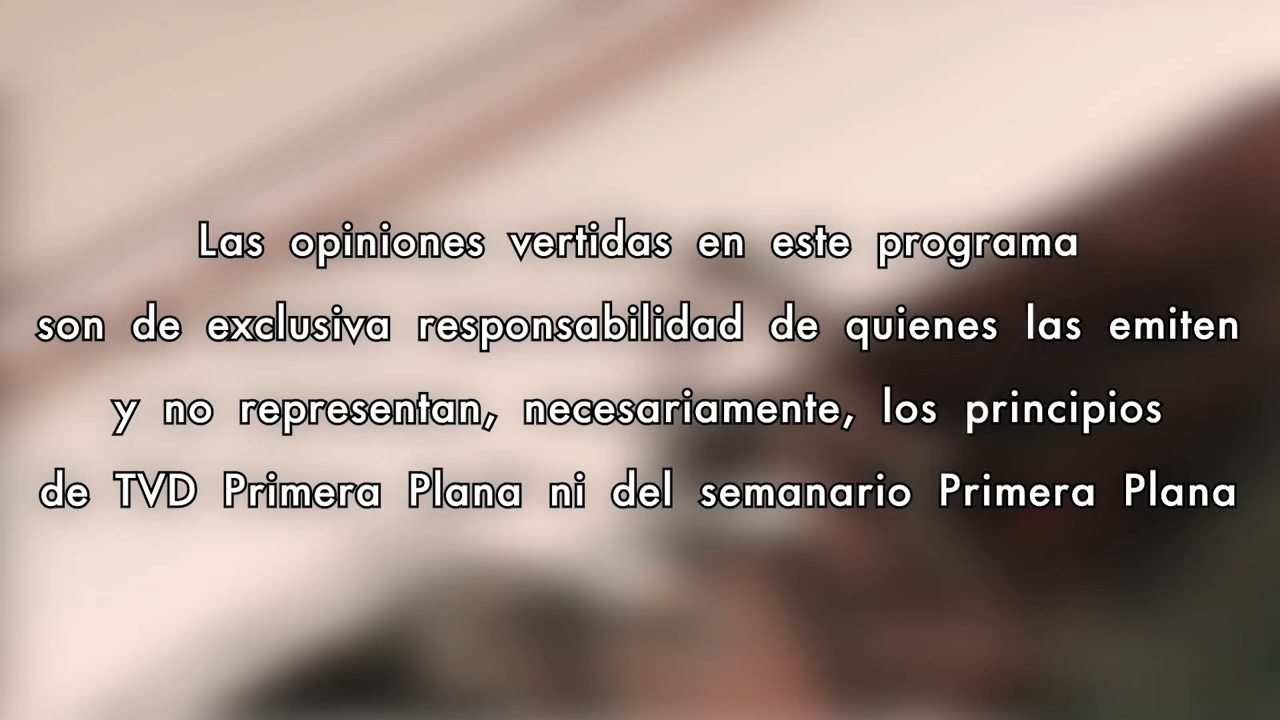 Las opiniones vertidas en este programa
son de exclusiva responsabilidad de quienes las emiten
y no representan, necesariamente, los principios
de TVD Primera Plana ni del semanario Primera Plana